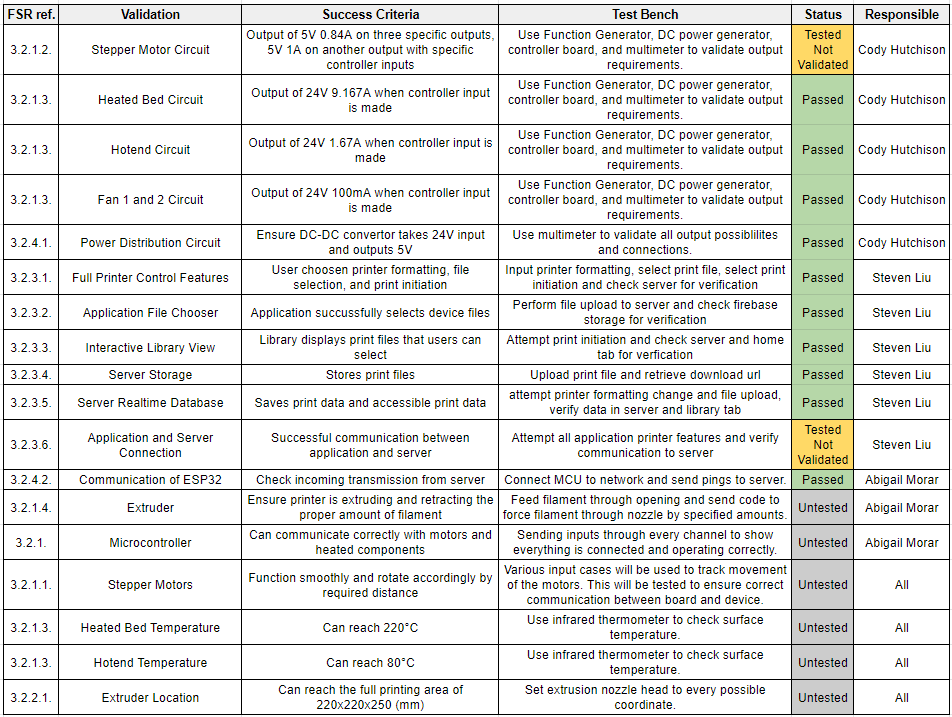 FSR ref. Validation Success Criteria Test Bench Status Responsible
3.2.1.2. Stepper Motor Circuit Output of 5V 0.84A on three specific outputs, 5V 1A on another output with specific controller inputs Use Function Generator, DC power generator, controller board, and multimeter to validate output requirements. Tested Not Validated Cody Hutchison
3.2.1.3. Heated Bed Circuit Output of 24V 9.167A when controller input is made Use Function Generator, DC power generator, controller board, and multimeter to validate output requirements. Passed Cody Hutchison
3.2.1.3. Hotend Circuit Output of 24V 1.67A when controller input is made Use Function Generator, DC power generator, controller board, and multimeter to validate output requirements. Passed Cody Hutchison
3.2.1.3. Fan 1 and 2 Circuit Output of 24V 100mA when controller input is made Use Function Generator, DC power generator, controller board, and multimeter to validate output requirements. Passed Cody Hutchison
3.2.4.1. Power Distribution Circuit Ensure DC-DC convertor takes 24V input and outputs 5V Use multimeter to validate all output possiblilites and connections. Passed Cody Hutchison
3.2.3.1. Full Printer Control Features User choosen printer formatting, file selection, and print initiation Input printer formatting, select print file, select print initiation and check server for verification Passed Steven Liu
3.2.3.2. Application File Chooser Application succussfully selects device files Perform file upload to server and check firebase storage for verification Passed Steven Liu
3.2.3.3. Interactive Library View Library displays print files that users can select Attempt print initiation and check server and home tab for verfication Passed Steven Liu
3.2.3.4. Server Storage Stores print files Upload print file and retrieve download url Passed Steven Liu
3.2.3.5. Server Realtime Database Saves print data and accessible print data attempt printer formatting change and file upload, verify data in server and library tab Passed Steven Liu
3.2.3.6. Application and Server Connection Successful communication between application and server Attempt all application printer features and verify communication to server Tested Not Validated Steven Liu
3.2.4.2. Communication of ESP32 Check incoming transmission from server Connect MCU to network and send pings to server. Passed Abigail Morar
3.2.1.4. Extruder Ensure printer is extruding and retracting the proper amount of filament Feed filament through opening and send code to force filament through nozzle by specified amounts. Untested Abigail Morar
3.2.1. Microcontroller Can communicate correctly with motors and heated components Sending inputs through every channel to show everything is connected and operating correctly. Untested Abigail Morar
3.2.1.1. Stepper Motors Function smoothly and rotate accordingly by required distance Various input cases will be used to track movement of the motors. This will be tested to ensure correct communication between board and device. Untested All
3.2.1.3. Heated Bed Temperature Can reach 220°C Use infrared thermometer to check surface temperature. Untested All
3.2.1.3. Hotend Temperature Can reach 80°C Use infrared thermometer to check surface temperature. Untested All
3.2.2.1. Extruder Location Can reach the full printing area of 220x220x250 (mm) Set extrusion nozzle head to every possible coordinate. Untested All